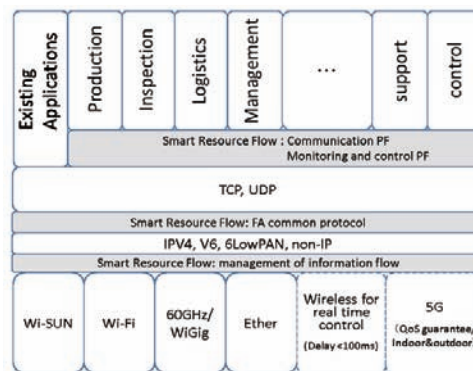 Existing
Applications
Production
Inspection
Logistics
Management
...
support
control
Smart Resource Flow : Communication PF
Monitoring and control PF
TCP, UDP
Smart Resource Flow: FA common protocol
IPV4, V6, 6LowPAN, non-IP
Smart Resource Flow: management of information flow
Wi-SUN
Wi-Fi
60GHz/
WiGig
Ether
Wireless for
real time
control
(Delay <100ms)
5G
(QoS guarantee/
Indoor&outdoor)